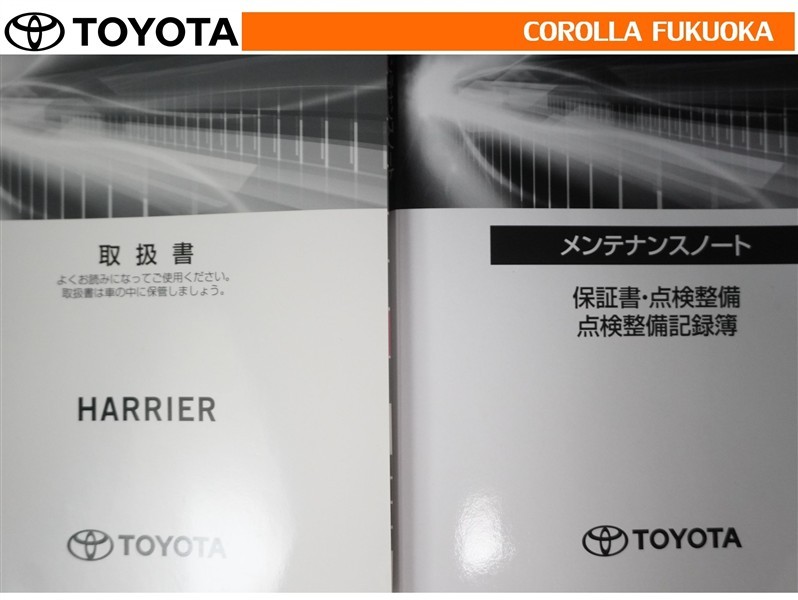 TOYOTA
COROLLA FUKUOKA
取扱書
よくお読みになってご使用ください。
取扱書は車の中に保管しましょう。
HARRIER
TOYOTA
メンテナンスノート
保証書・点検整備
点検整備記録簿
TOYOTA